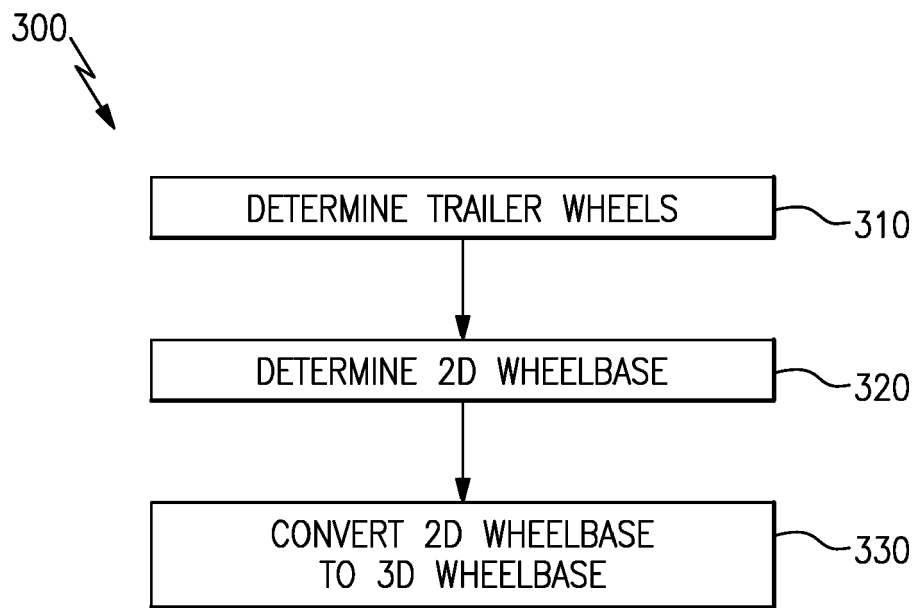 300
DETERMINE TRAILER WHEELS
310
DETERMINE 2D WHEELBASE
320
CONVERT 2D WHEELBASE
TO 3D WHEELBASE
330